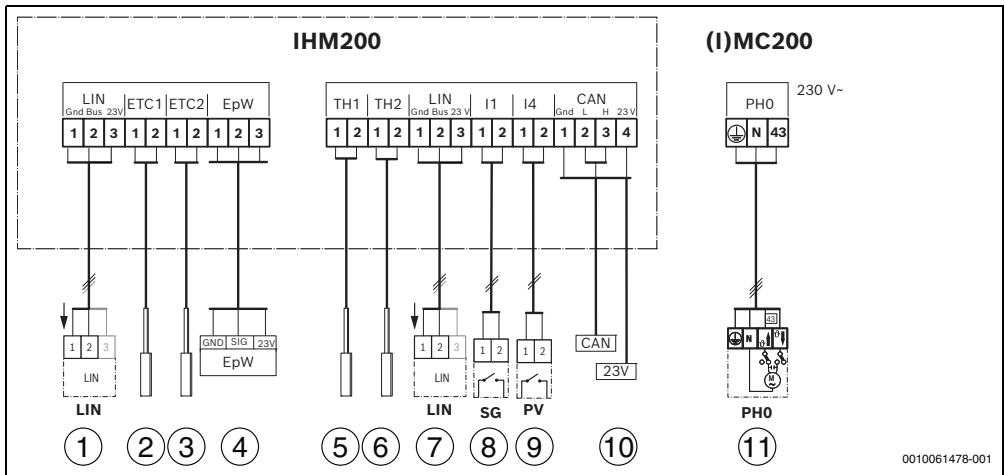 IHM200
(I)MC200
LIN ETC1 ETC2 EpW
Gnd Bus 23V
1 2 3 1 2 1 2 1 2 3
TH1 TH2 LIN I1 I4 CAN
Gnd Bus 23 V Gnd L H 23 V
1 2 1 2 1 2 3 1 2 1 2 1 2 3 4
PH0 230 V~
N 43
1 2 3
LIN
LIN
GND SIG 23V
EpW
1 2 3
LIN
LIN
1 2
SG
1 2
PV
CAN
23V
43
N
M
~
PH0
1 2 3 4 5 6 7 8 9 10 11
0010061478-001